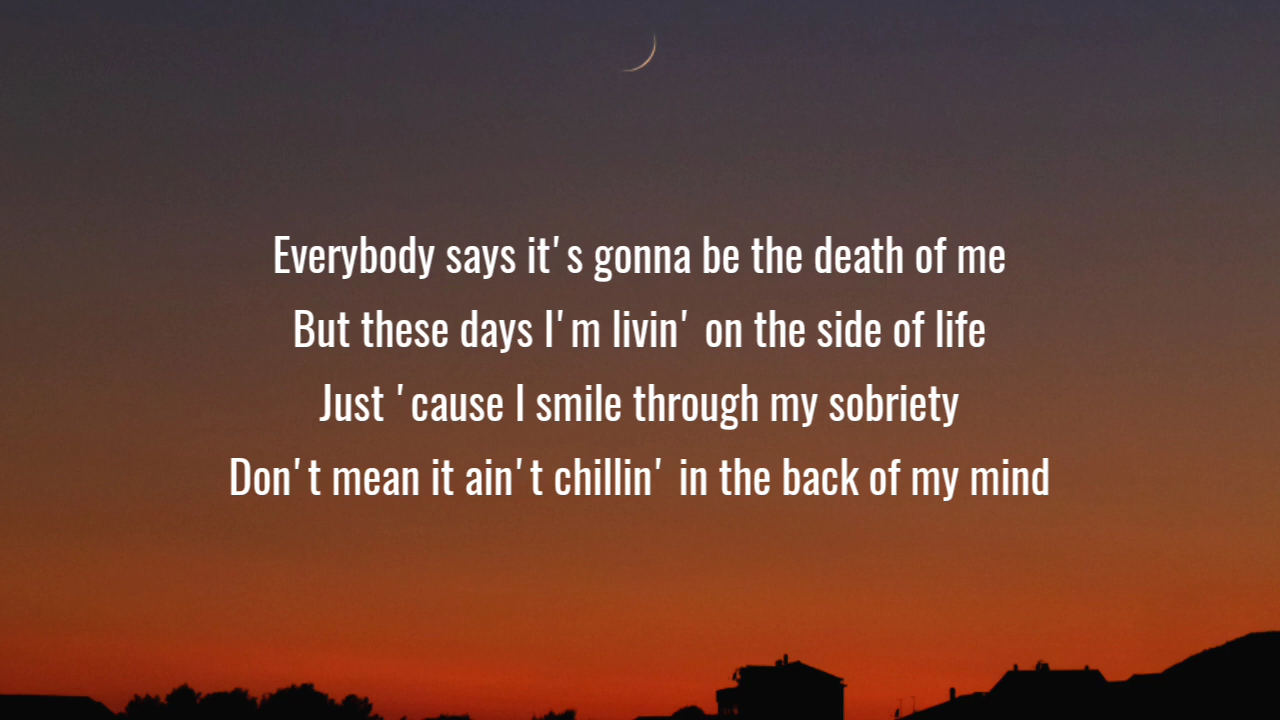 Everybody says it's gonna be the death of me
But these days I'm livin' on the side of life
Just 'cause I smile through my sobriety
Don't mean it ain't chillin' in the back of my mind